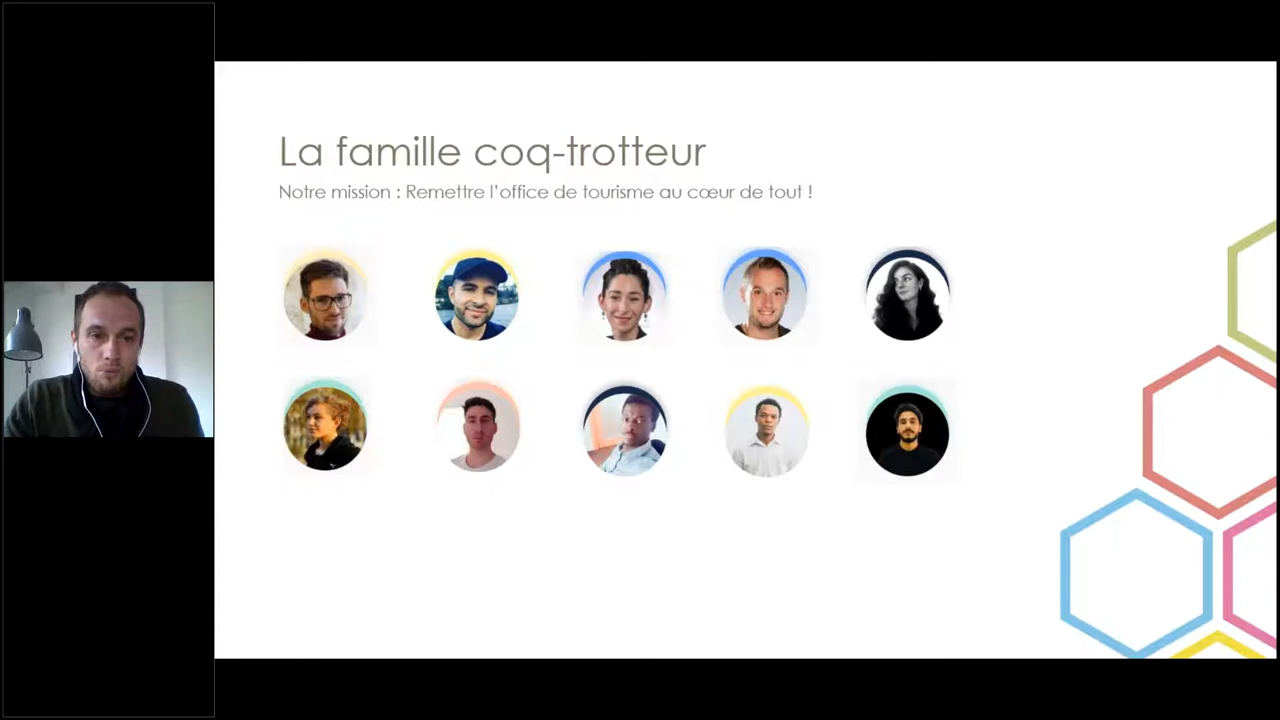 La famille coq-trotteur
Notre mission : Remettre l'office de tourisme au cœur de tout !